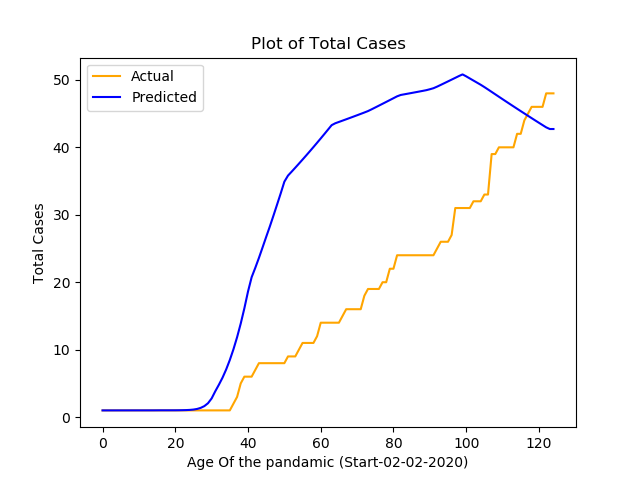 Plot of Total Cases
Actual
Predicted
50
40
30
20
10
0
Total Cases
0 20 40 60 80 100 120
Age Of the pandamic (Start-02-02-2020)